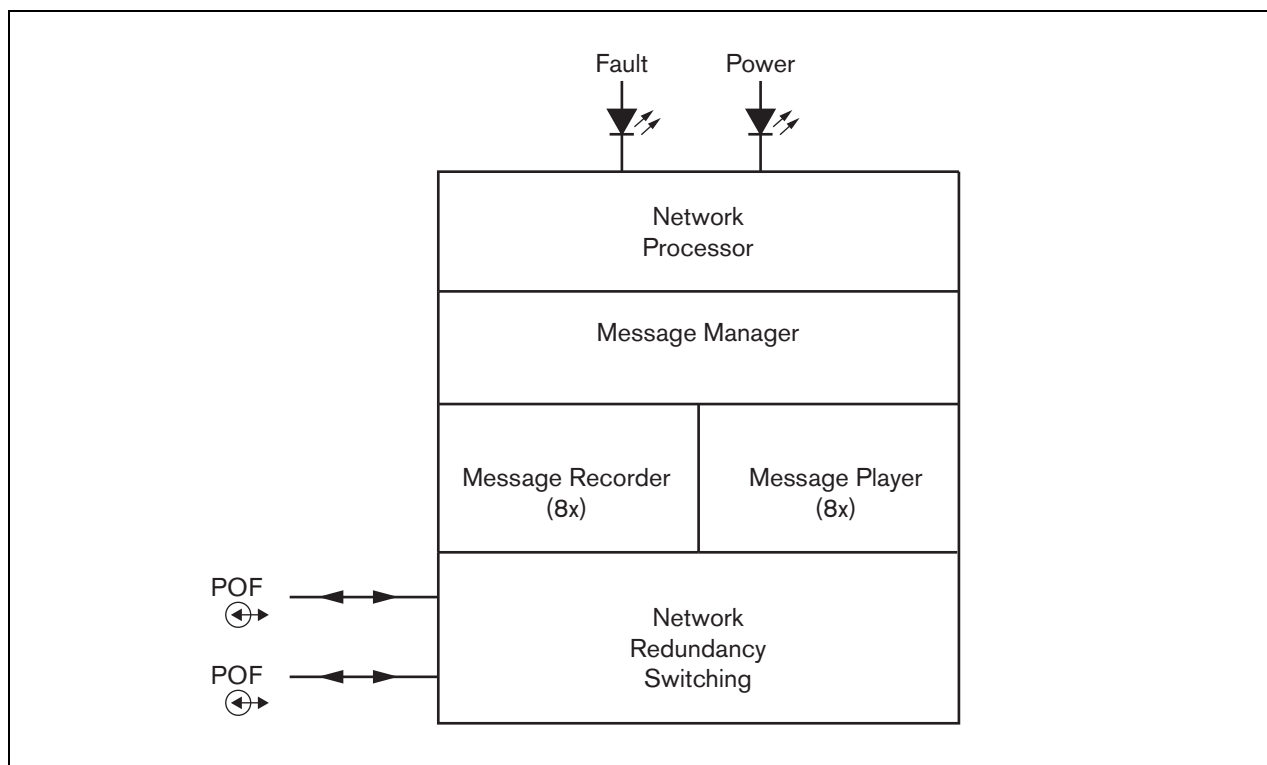 Fault
Power
Network
Processor
Message Manager
Message Recorder
(8x)
Message Player
(8x)
POF
POF
Network
Redundancy
Switching